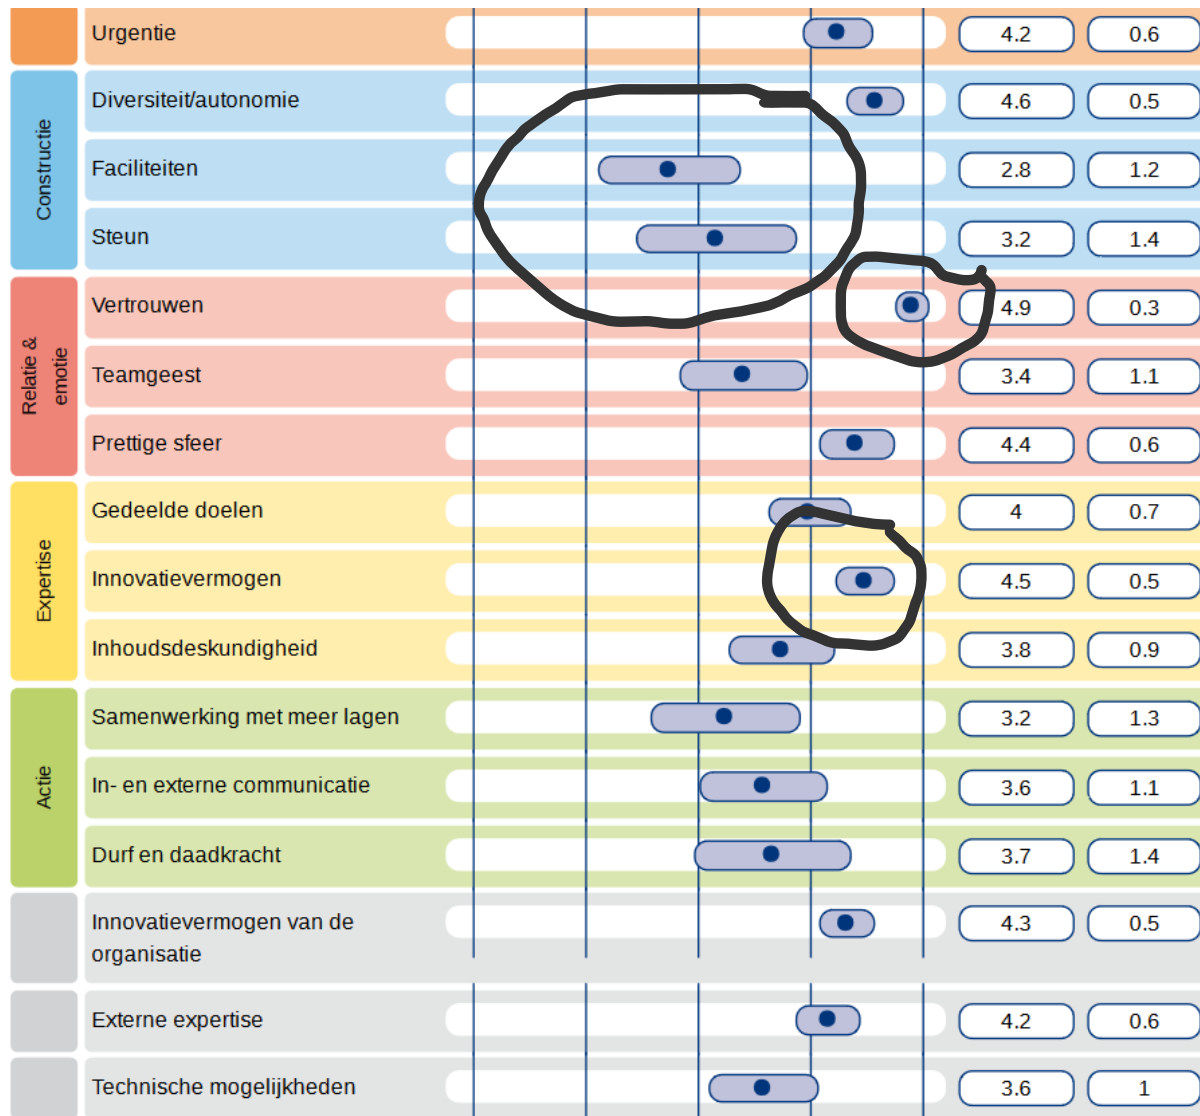 Urgentie 4.2 0.6
Constructie
Diversiteit/autonomie 4.6 0.5
Faciliteiten 2.8 1.2
Steun 3.2 1.4
Relatie &
emotie
Vertrouwen 4.9 0.3
Teamgeest 3.4 1.1
Prettige sfeer 4.4 0.6
Expertise
Gedeelde doelen 4 0.7
Innovatievermogen 4.5 0.5
Inhoudsdeskundigheid 3.8 0.9
Actie
Samenwerking met meer lagen 3.2 1.3
In- en externe communicatie 3.6 1.1
Durf en daadkracht 3.7 1.4
Innovatievermogen van de
organisatie 4.3 0.5
Externe expertise 4.2 0.6
Technische mogelijkheden 3.6 1